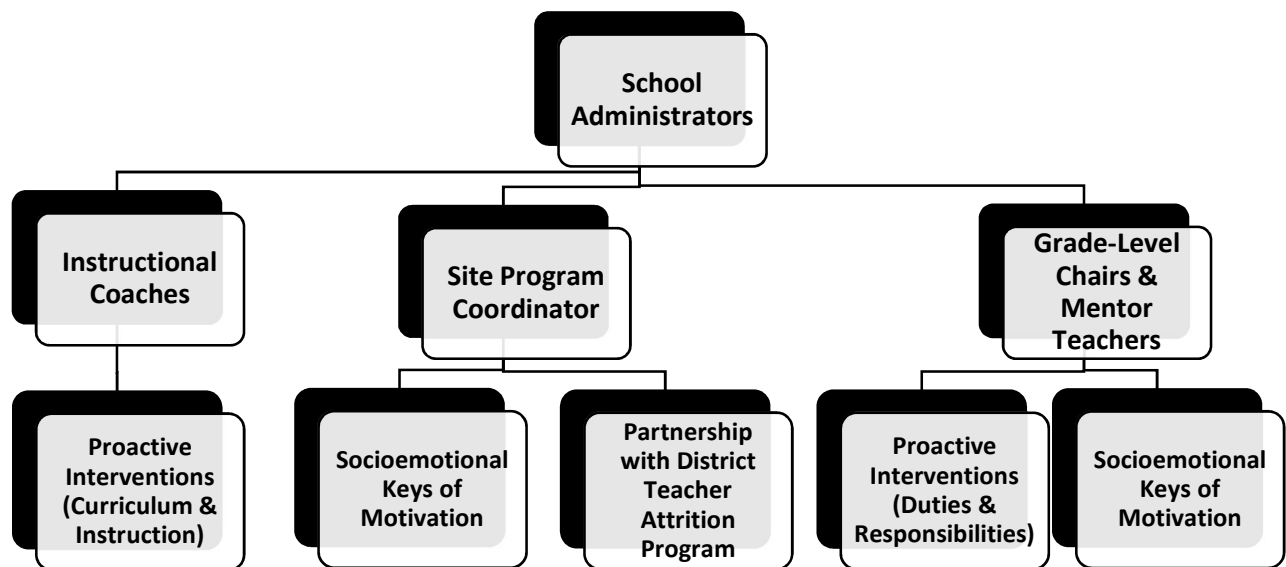 School
Administrators
Instructional
Coaches
Site Program
Coordinator
Grade-Level
Chairs &
Mentor
Teachers
Proactive
Interventions
(Curriculum &
Instruction)
Socioemotional
Keys of
Motivation
Partnership
with District
Teacher
Attrition
Program
Proactive
Interventions
(Duties &
Responsibilities)
Socioemotional
Keys of
Motivation